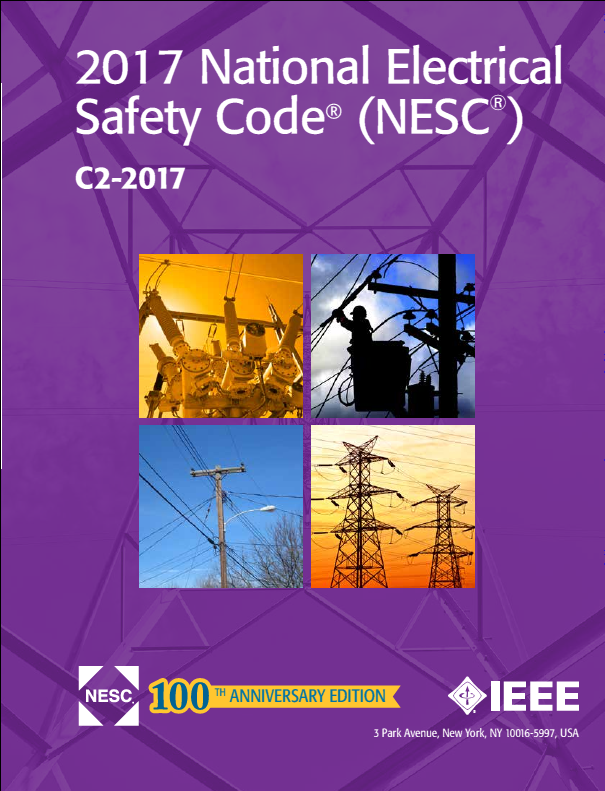 2017 National Electrical
Safety Code® (NESC®)
C2-2017
NESC®
100TH ANNIVERSARY EDITION
IEEE
3 Park Avenue, New York, NY 10016-5997, USA